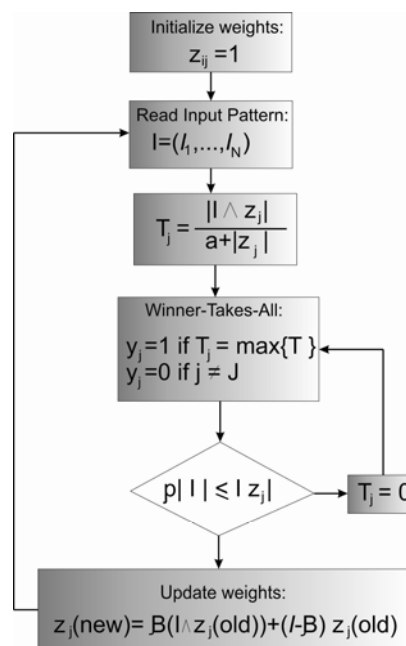 Initialize weights:
z_ij =1
Read Input Pattern:
I=(I_1,...,I_N)
T_j = |I ∧ z_j| / a+|z_j|
Winner-Takes-All:
y_j=1 if T_j = max{T }
y_j=0 if j ≠ J
p| I | ⩽ I z_j|
T_j = 0
Update weights:
z_j(new)= β(I∧z_j(old))+(I-β) z_j(old)